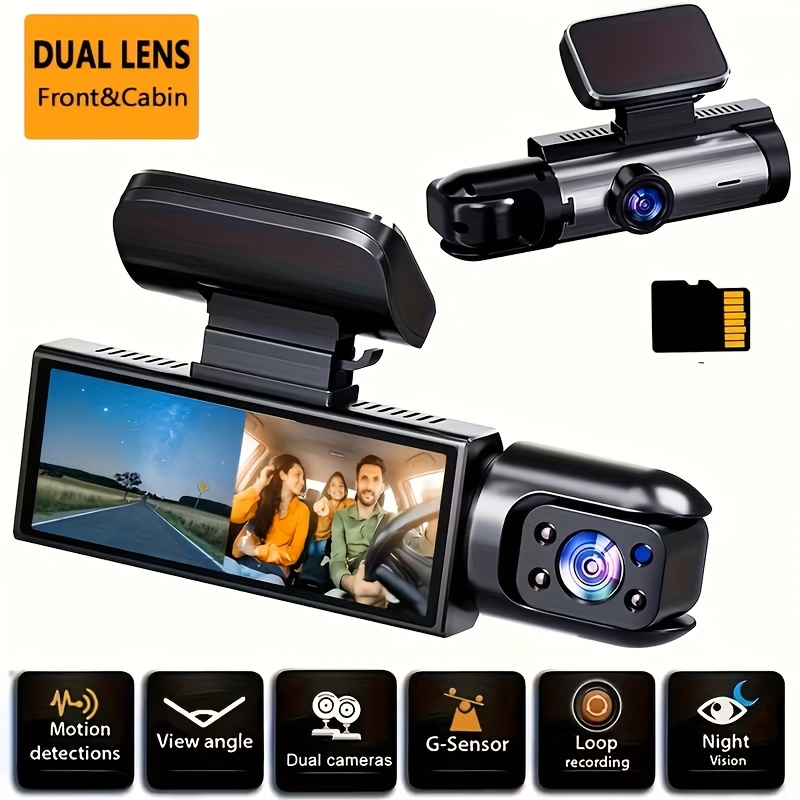 DUAL LENS
Front&Cabin
Motion
detections
View angle
Dual cameras
G-Sensor
Loop
recording
Night
Vision